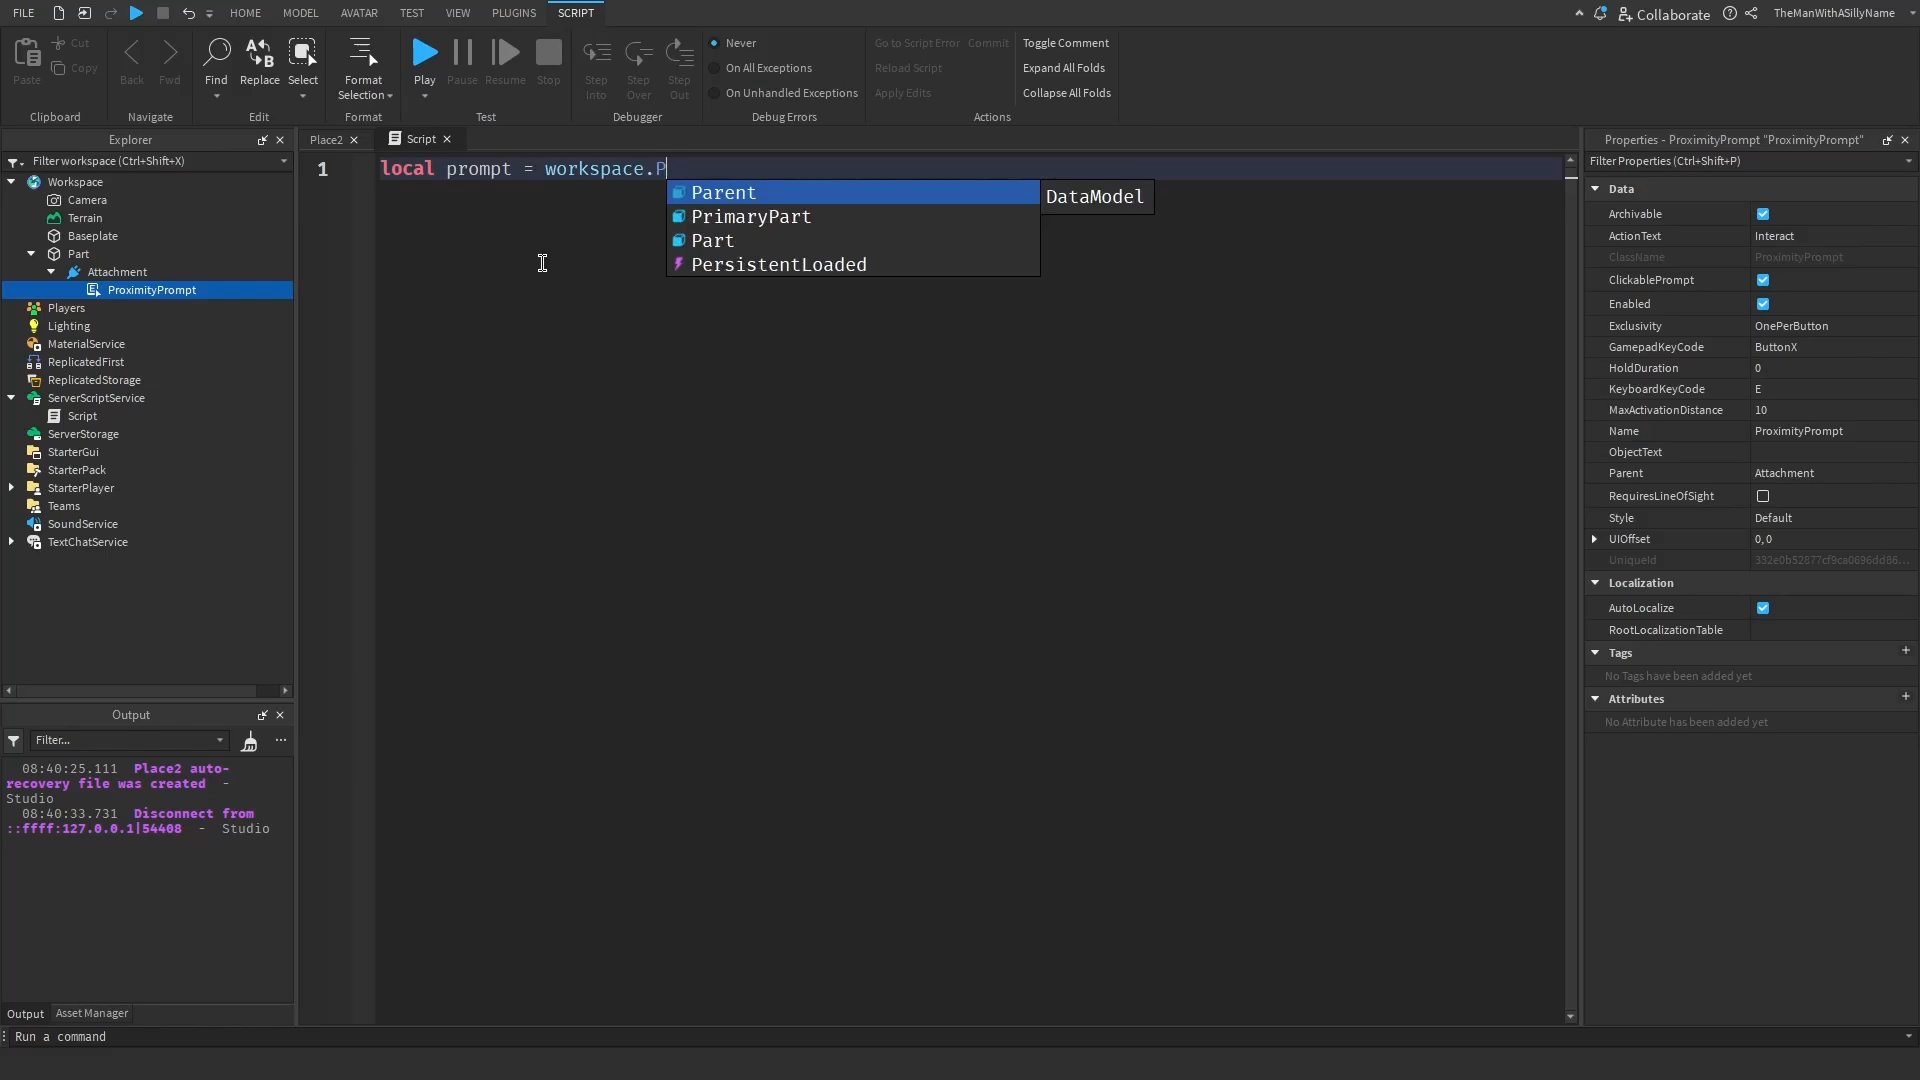 FILE
HOME
MODEL
AVATAR
TEST
VIEW
PLUGINS
SCRIPT
Collaborate
TheManWithASillyName
Paste
Cut
Copy
Clipboard
Back
Fwd
Navigate
Find
Replace
Select
Edit
Format
Selection
Format
Play
Pause
Resume
Stop
Test
Step
Into
Step
Over
Step
Out
Debugger
Never
On All Exceptions
On Unhandled Exceptions
Debug Errors
Go to Script Error
Commit
Reload Script
Apply Edits
Toggle Comment
Expand All Folds
Collapse All Folds
Actions
Explorer
Filter workspace (Ctrl+Shift+X)
Workspace
Camera
Terrain
Baseplate
Part
Attachment
ProximityPrompt
Players
Lighting
MaterialService
ReplicatedFirst
ReplicatedStorage
ServerScriptService
Script
ServerStorage
StarterGui
StarterPack
StarterPlayer
Teams
SoundService
TextChatService
Output
Filter...
08:40:25.111 Place2 auto-
recovery file was created -
Studio
08:40:33.731 Disconnect from
::ffff:127.0.0.1|54408 - Studio
Output
Asset Manager
Run a command
Place2
Script
1
local prompt = workspace.P
Parent
PrimaryPart
Part
PersistentLoaded
DataModel
Properties - ProximityPrompt "ProximityPrompt"
Filter Properties (Ctrl+Shift+P)
Data
Archivable
ActionText Interact
ClassName ProximityPrompt
ClickablePrompt
Enabled
Exclusivity OnePerButton
GamepadKeyCode ButtonX
HoldDuration 0
KeyboardKeyCode E
MaxActivationDistance 10
Name ProximityPrompt
ObjectText
Parent Attachment
RequiresLineOfSight
Style Default
UIOffset 0, 0
UniqueId 332e0b52877cf9ca0696dd86...
Localization
AutoLocalize
RootLocalizationTable
Tags
No Tags have been added yet
Attributes
No Attribute has been added yet